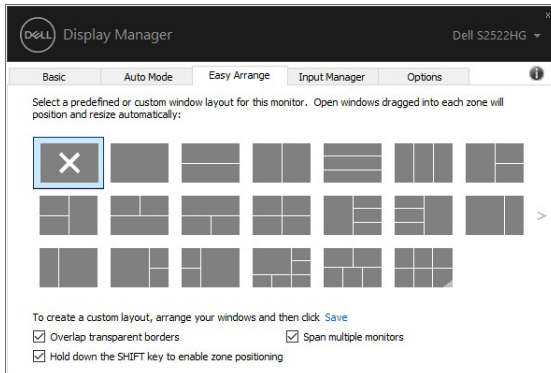 DELL Display Manager
Dell S2522HG
Basic Auto Mode Easy Arrange Input Manager Options
Select a predefined or custom window layout for this monitor. Open windows dragged into each zone will
position and resize automatically:
To create a custom layout, arrange your windows and then click Save
Overlap transparent borders
Span multiple monitors
Hold down the SHIFT key to enable zone positioning